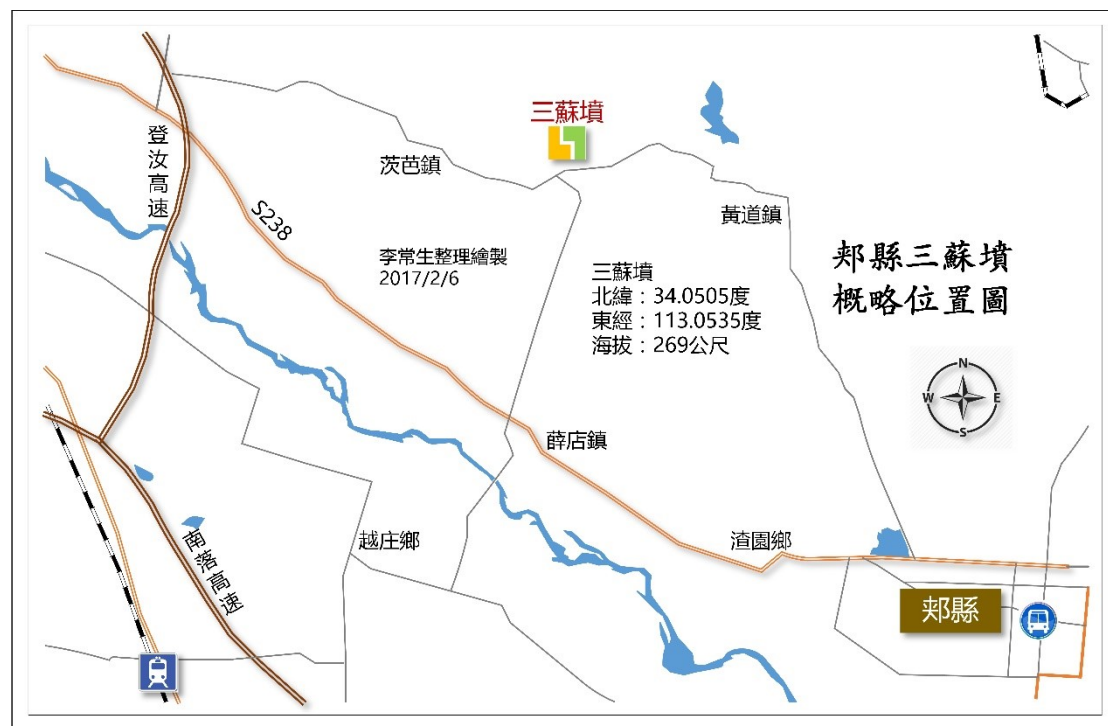 三蘇墳
登汝高速
茨芭鎮
S238
黃道鎮
李常生整理繪製
2017/2/6
三蘇墳
北緯：34.0505度
東經：113.0535度
海拔：269公尺
郏縣三蘇墳
概略位置圖
N
W
E
S
薛店鎮
越庄鄉
渣園鄉
南落高速
郏縣